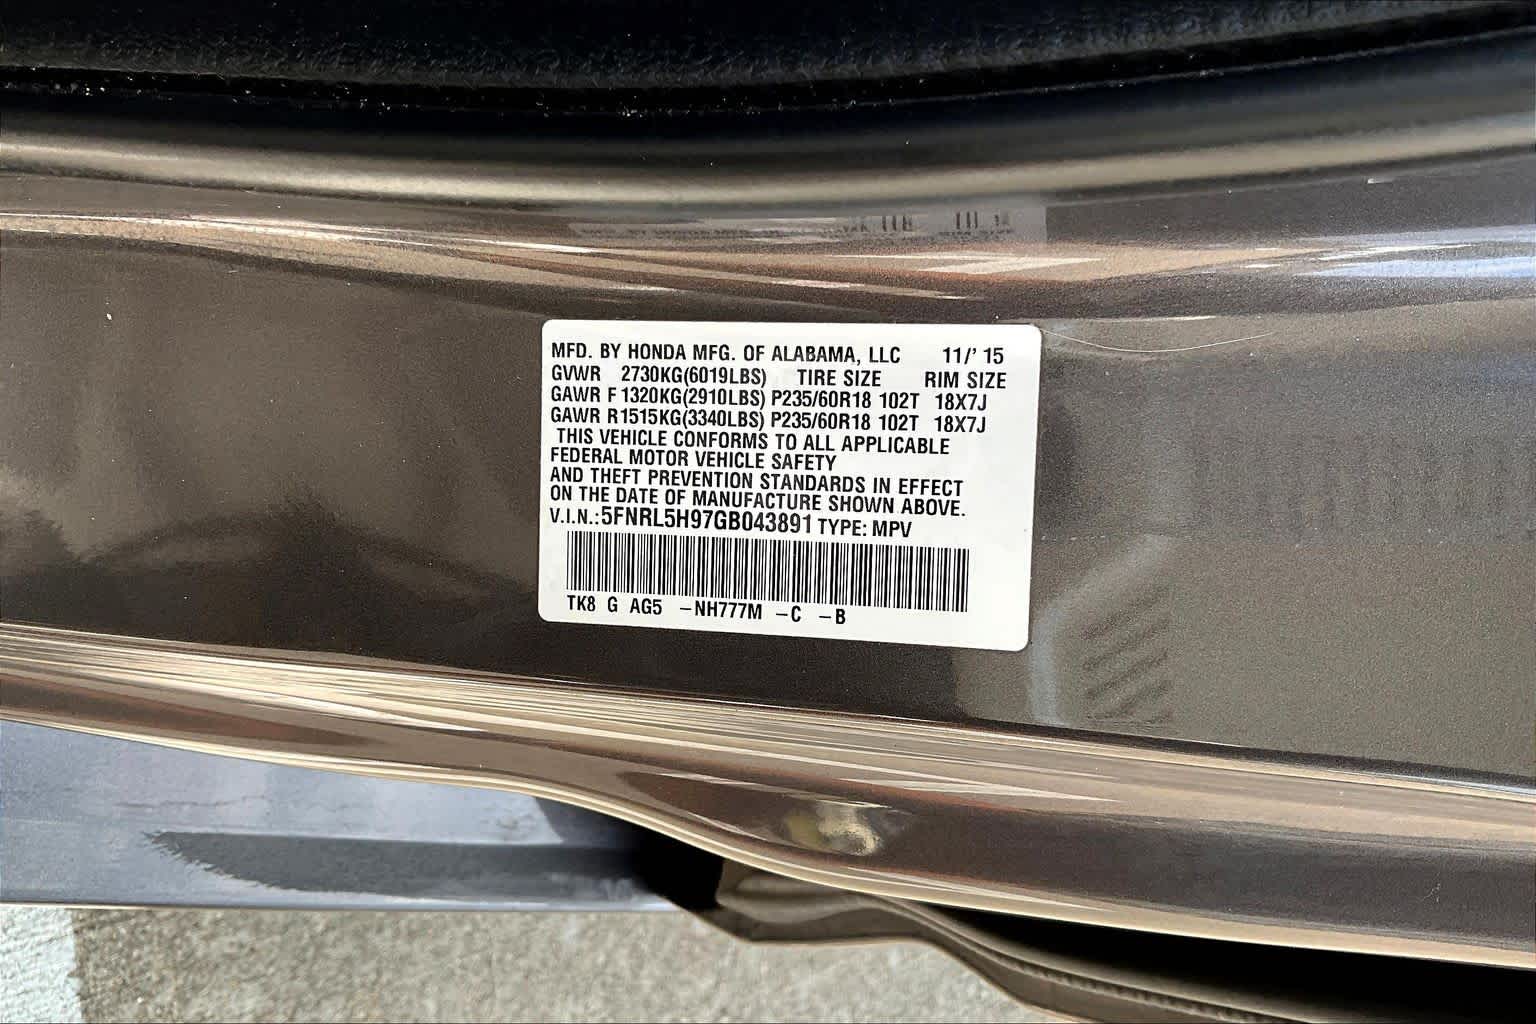 MFD. BY HONDA MFG. OF ALABAMA, LLC 11/' 15
GVWR 2730KG(6019LBS) TIRE SIZE RIM SIZE
GAWR F 1320KG(2910LBS) P235/60R18 102T 18X7J
GAWR R1515KG(3340LBS) P235/60R18 102T 18X7J
THIS VEHICLE CONFORMS TO ALL APPLICABLE
FEDERAL MOTOR VEHICLE SAFETY
AND THEFT PREVENTION STANDARDS IN EFFECT
ON THE DATE OF MANUFACTURE SHOWN ABOVE.
V.I.N.:5FNRL5H97GB043891 TYPE: MPV
TK8 G AG5 –NH777M –C –B